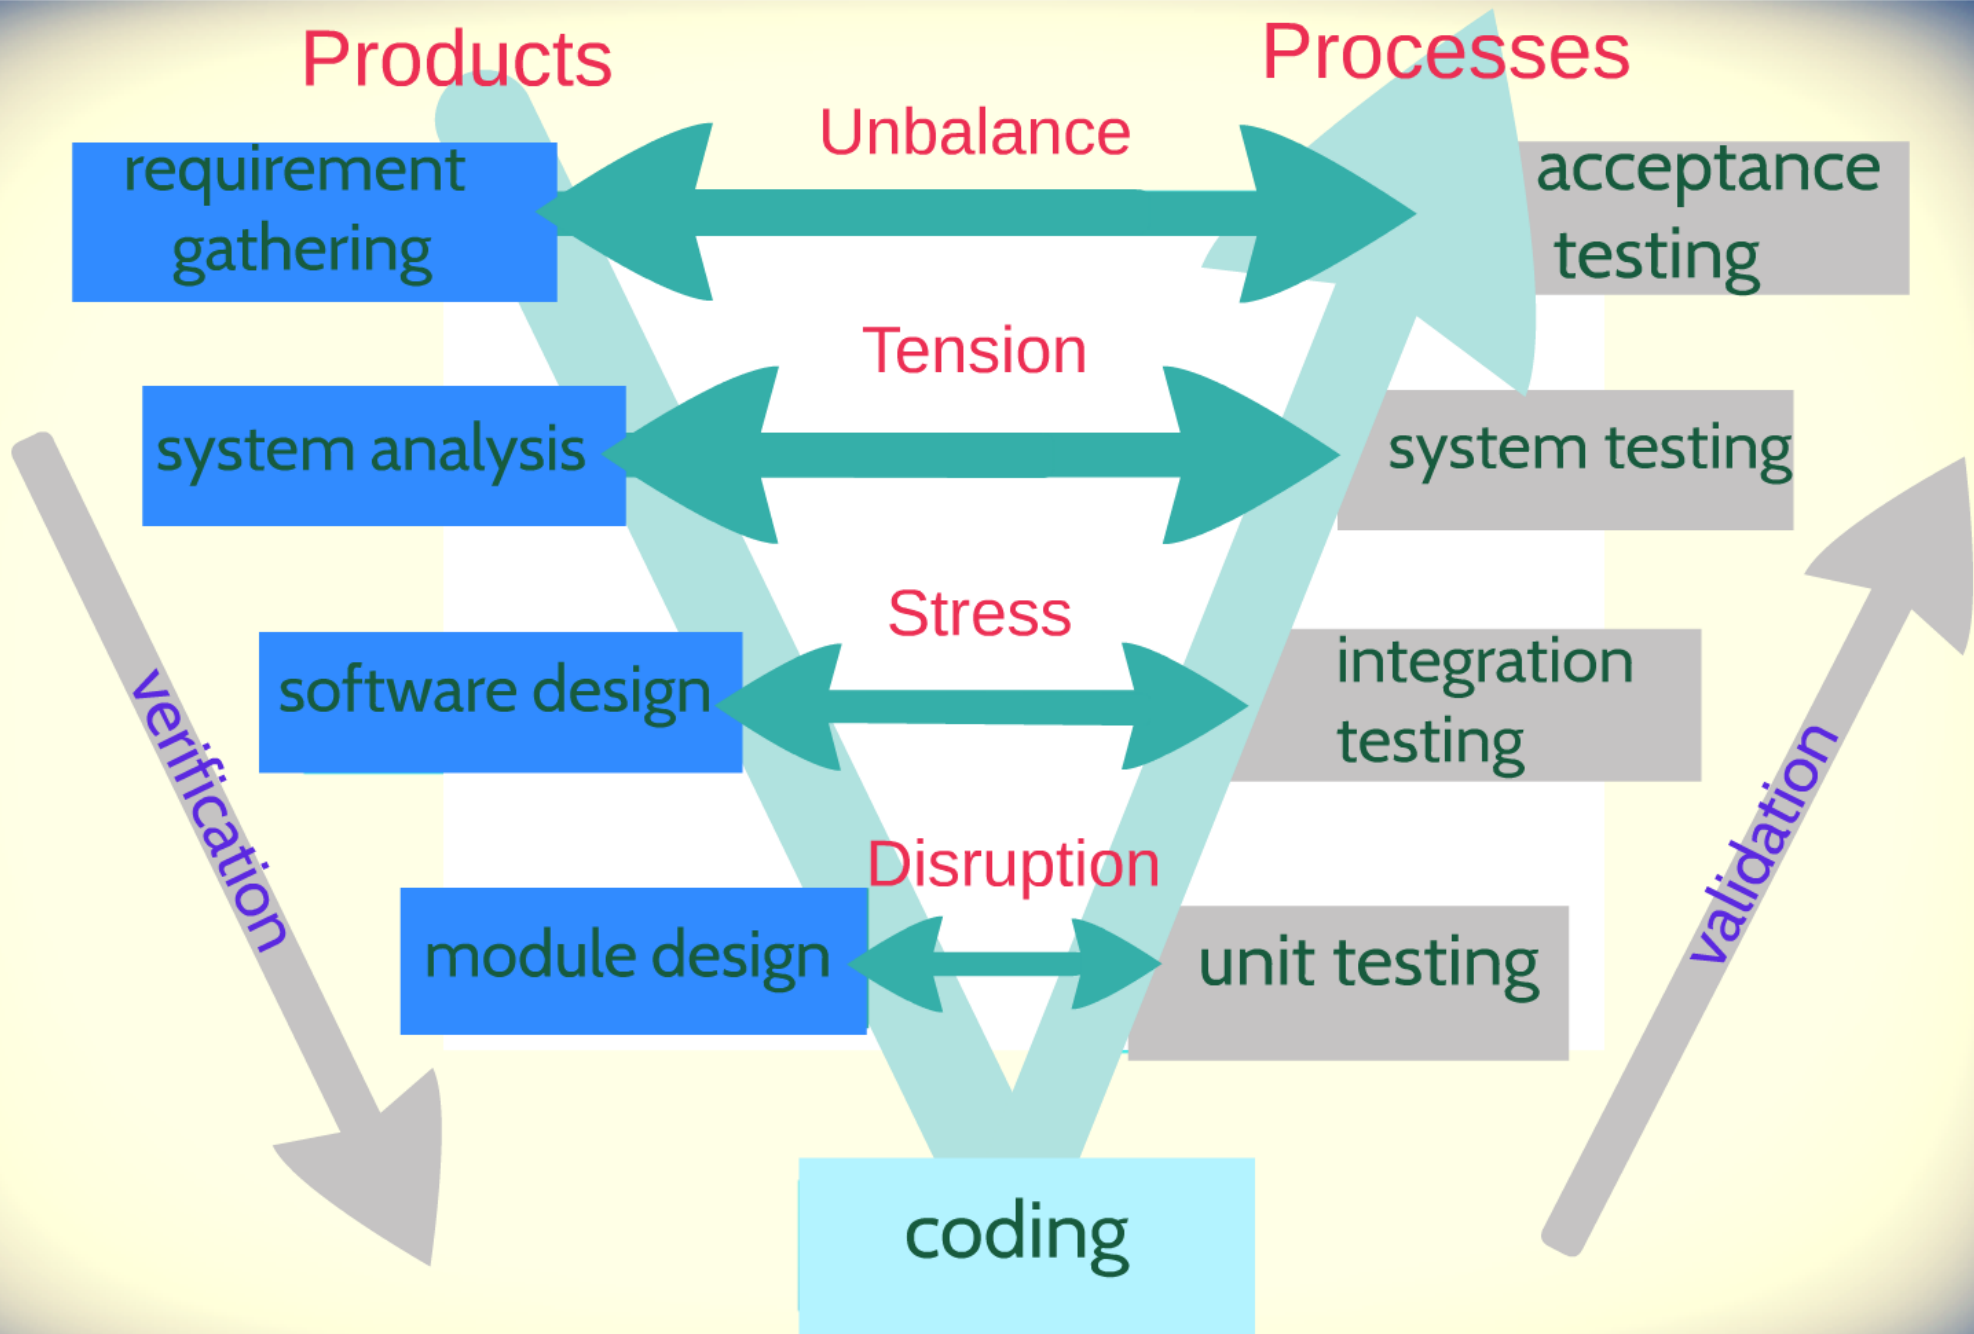 Products
Processes
Unbalance
requirement
gathering
acceptance
testing
Tension
system analysis
system testing
Stress
software design
integration
testing
verification
validation
Disruption
module design
unit testing
coding